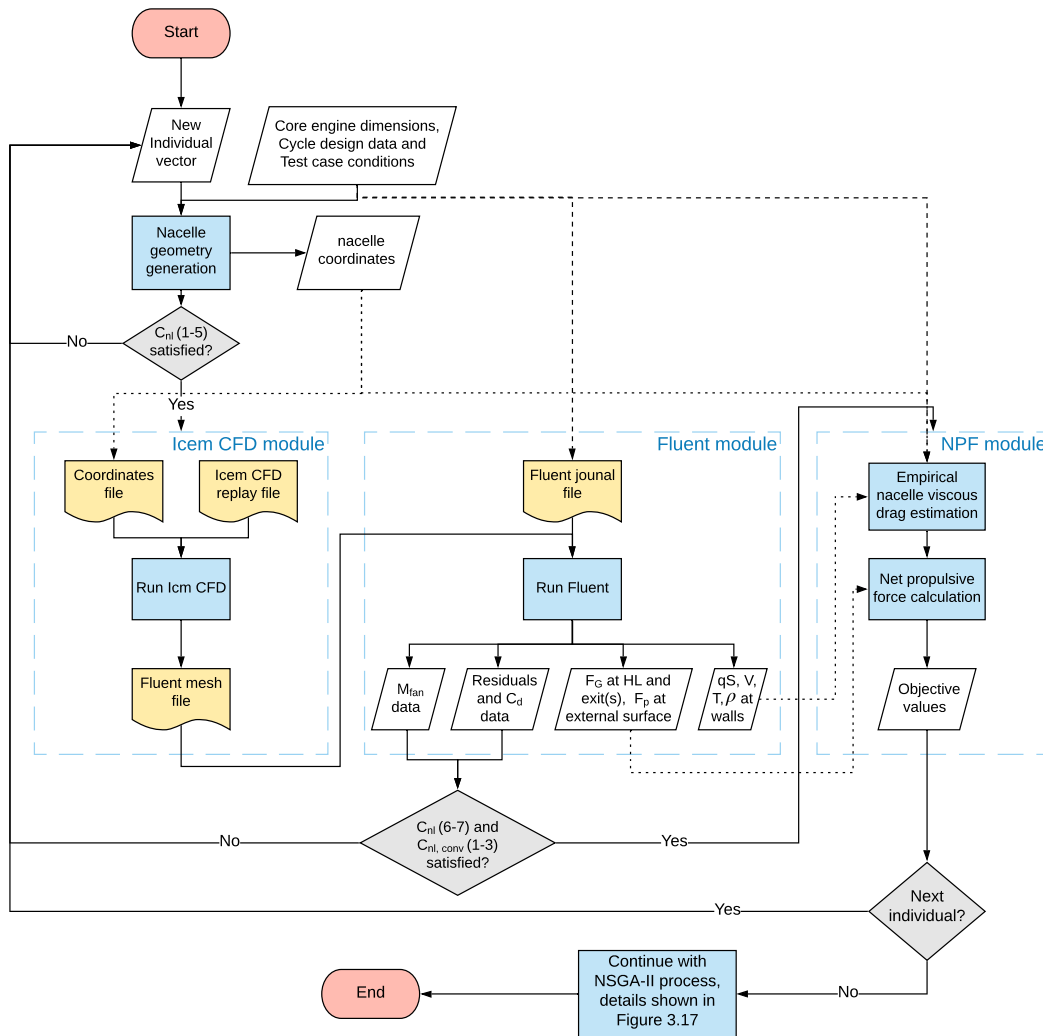 Start
New
Individual
vector
Core engine dimensions,
Cycle design data and
Test case conditions
Nacelle
geometry
generation
nacelle
coordinates
Cnl (1-5)
satisfied?
No
Yes
Icem CFD module
Fluent module
NPF module
Coordinates
file
Icem CFD
replay file
Fluent jounal
file
Empirical
nacelle viscous
drag estimation
Run Icm CFD
Run Fluent
Net propulsive
force calculation
Fluent mesh
file
Mfan
data
Residuals
and Cd
data
FG at HL and
exit(s), Fp at
external surface
qS, V,
T,ρ at
walls
Objective
values
Cnl (6-7) and
Cnl, conv (1-3)
satisfied?
No
Yes
Next
individual?
Yes
No
Continue with
NSGA-II process,
details shown in
Figure 3.17
End